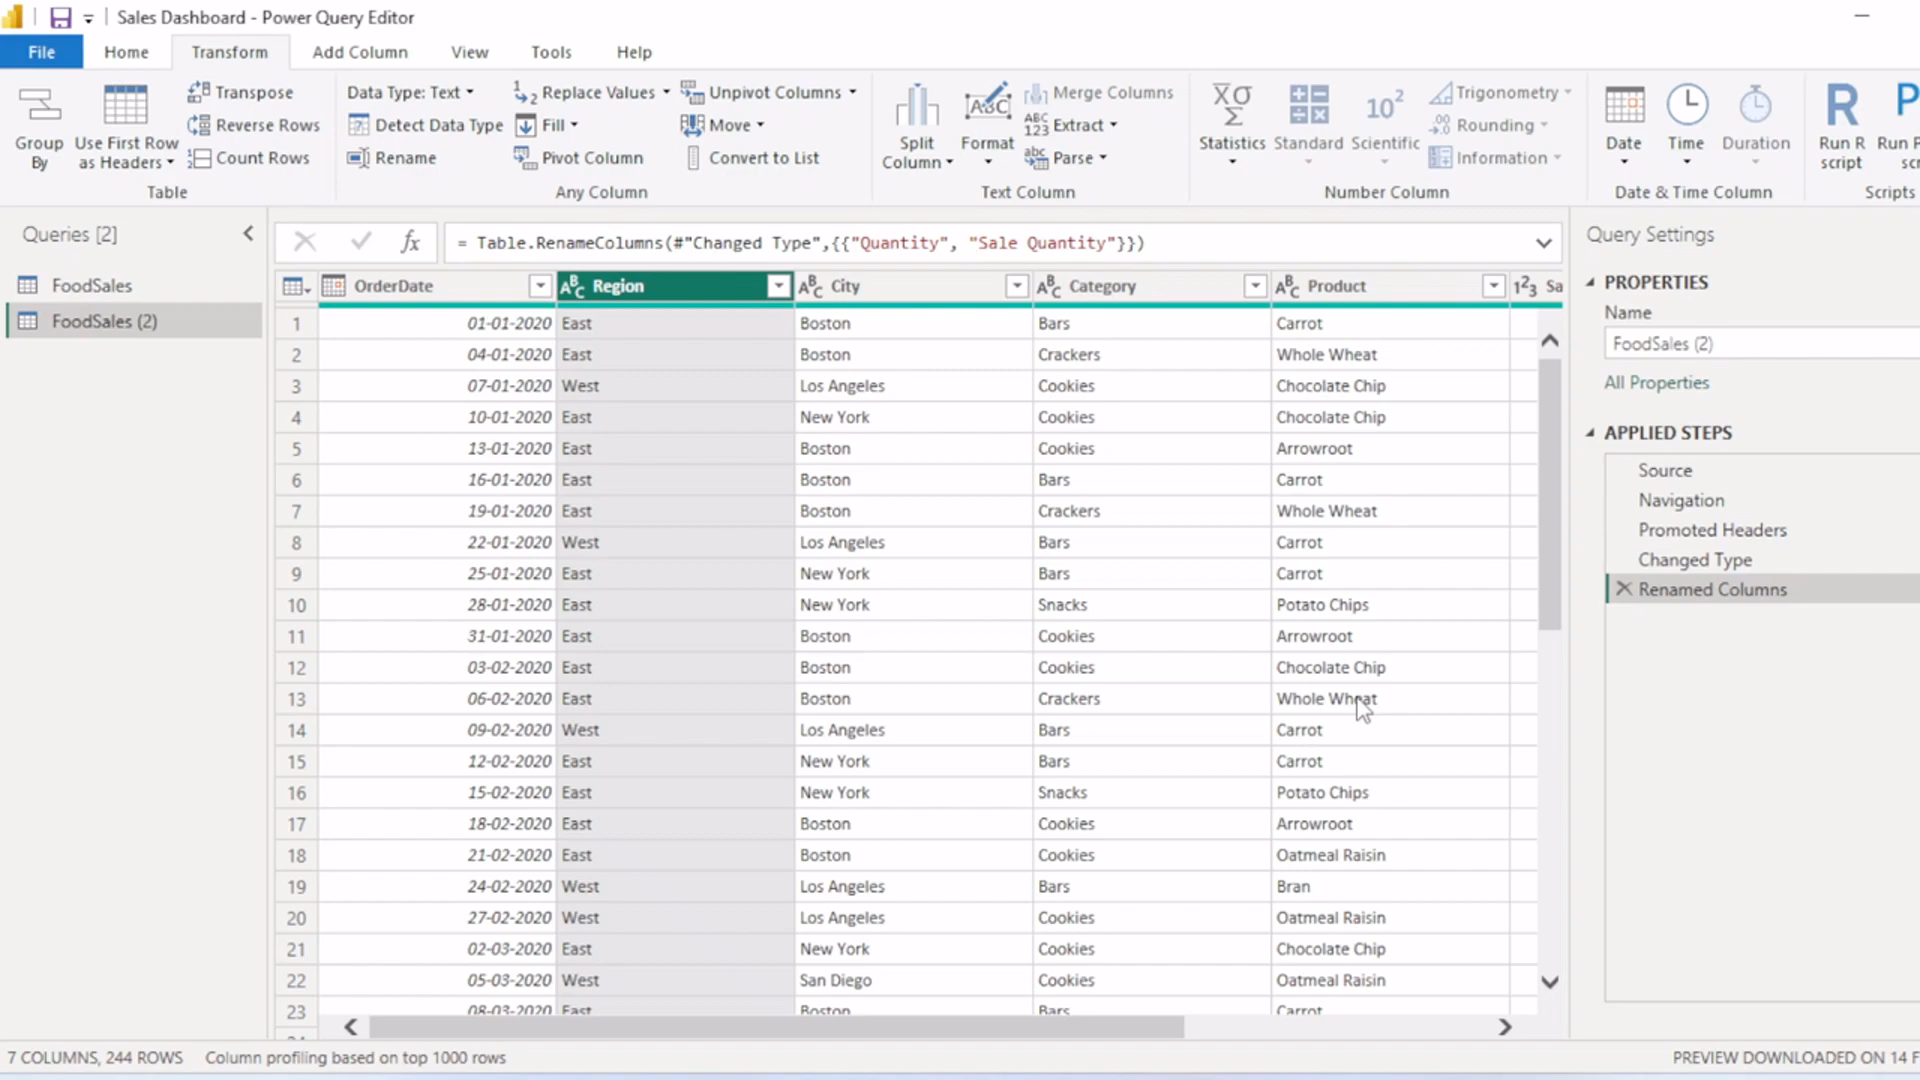 Sales Dashboard - Power Query Editor
File Home Transform Add Column View Tools Help
Group By
Use First Row as Headers
Transpose
Reverse Rows
Count Rows
Table
Data Type: Text
Detect Data Type
Rename
Replace Values
Fill
Pivot Column
Unpivot Columns
Move
Convert to List
Any Column
Split Column
Format
Merge Columns
Extract
Parse
Text Column
Statistics
Standard
Scientific
Trigonometry
Rounding
Information
Number Column
Date
Time
Duration
Date & Time Column
Run R script
Run P
sc
Scripts
Queries [2]
FoodSales
FoodSales (2)
= Table.RenameColumns(#"Changed Type",{{"Quantity", "Sale Quantity"}})
OrderDate Region City Category Product Sa
1 01-01-2020 East Boston Bars Carrot
2 04-01-2020 East Boston Crackers Whole Wheat
3 07-01-2020 West Los Angeles Cookies Chocolate Chip
4 10-01-2020 East New York Cookies Chocolate Chip
5 13-01-2020 East Boston Cookies Arrowroot
6 16-01-2020 East Boston Bars Carrot
7 19-01-2020 East Boston Crackers Whole Wheat
8 22-01-2020 West Los Angeles Bars Carrot
9 25-01-2020 East New York Bars Carrot
10 28-01-2020 East New York Snacks Potato Chips
11 31-01-2020 East Boston Cookies Arrowroot
12 03-02-2020 East Boston Cookies Chocolate Chip
13 06-02-2020 East Boston Crackers Whole Wheat
14 09-02-2020 West Los Angeles Bars Carrot
15 12-02-2020 East New York Bars Carrot
16 15-02-2020 East New York Snacks Potato Chips
17 18-02-2020 East Boston Cookies Arrowroot
18 21-02-2020 East Boston Cookies Oatmeal Raisin
19 24-02-2020 West Los Angeles Bars Bran
20 27-02-2020 West Los Angeles Cookies Oatmeal Raisin
21 02-03-2020 East New York Cookies Chocolate Chip
22 05-03-2020 West San Diego Cookies Oatmeal Raisin
23 08-03-2020 East Boston Bars Carrot
Query Settings
PROPERTIES
Name
FoodSales (2)
All Properties
APPLIED STEPS
Source
Navigation
Promoted Headers
Changed Type
Renamed Columns
7 COLUMNS, 244 ROWS Column profiling based on top 1000 rows
PREVIEW DOWNLOADED ON 14 F